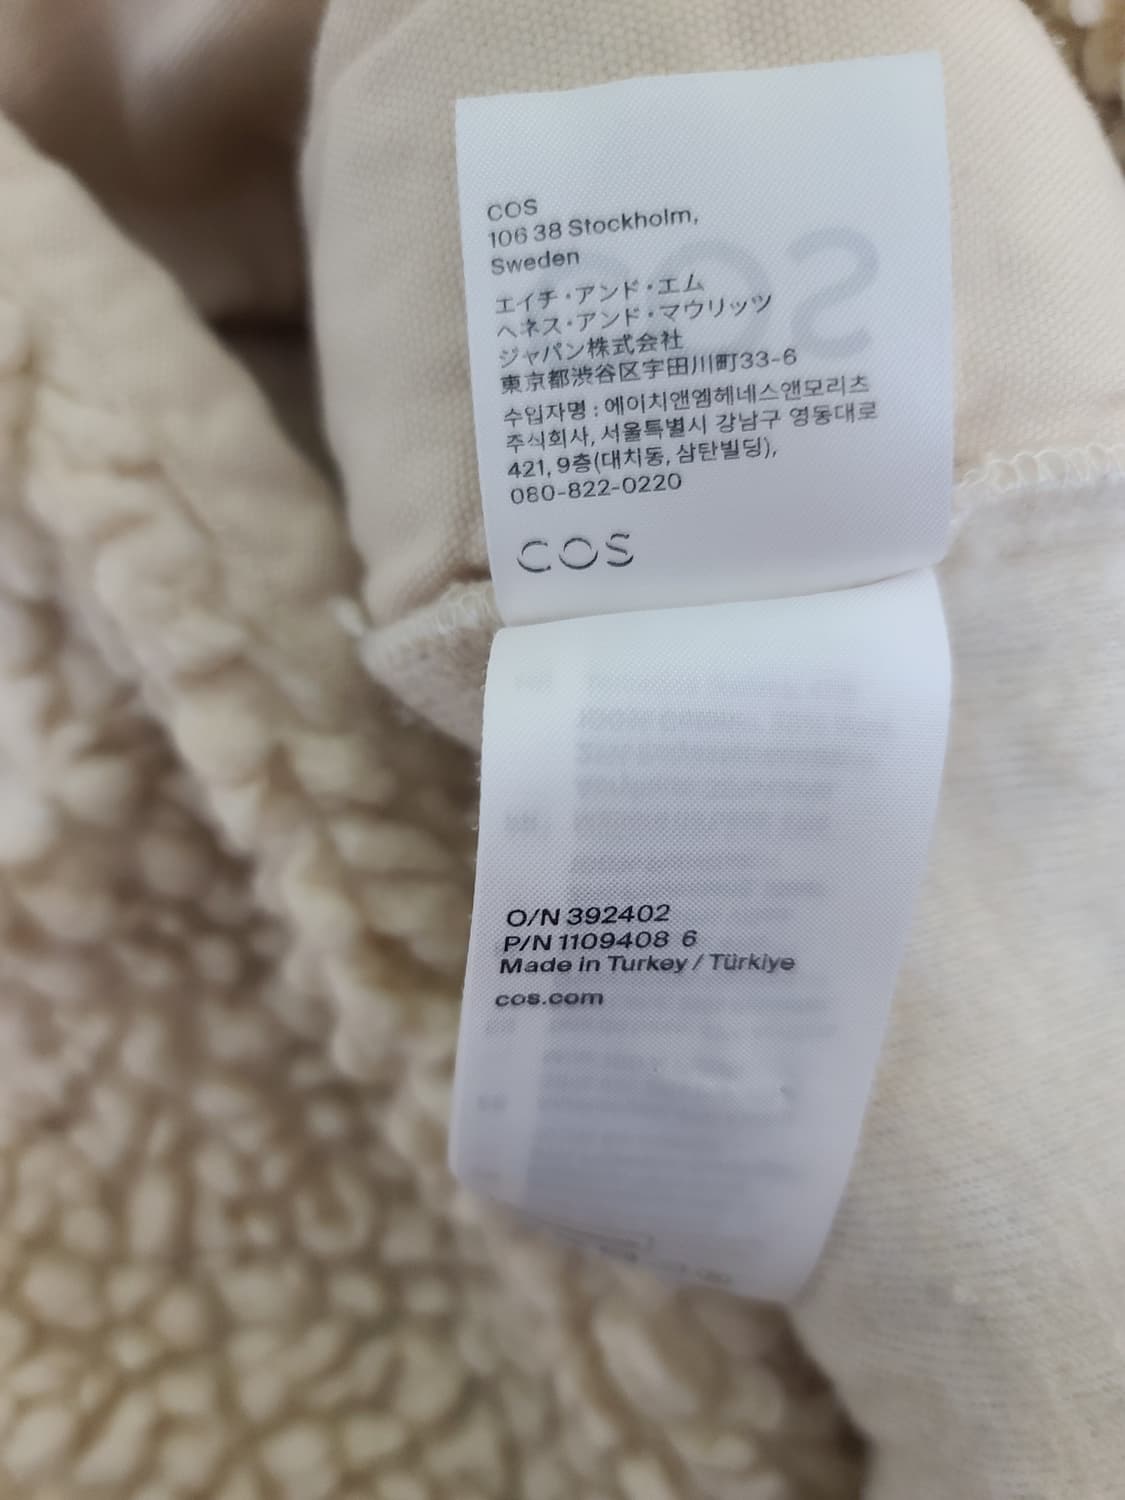 COS
106 38 Stockholm,
Sweden
エイチ・アンド・エム
ヘネス・アンド・マウリッツ
ジャパン株式会社
東京都渋谷区宇田川町33-6
수입자명 : 에이치앤엠헤네스앤모리츠
주식회사, 서울특별시 강남구 영동대로
421, 9층(대치동, 삼탄빌딩),
080-822-0220
COS
O/N 392402
P/N 1109408 6
Made in Turkey / Türkiye
cos.com